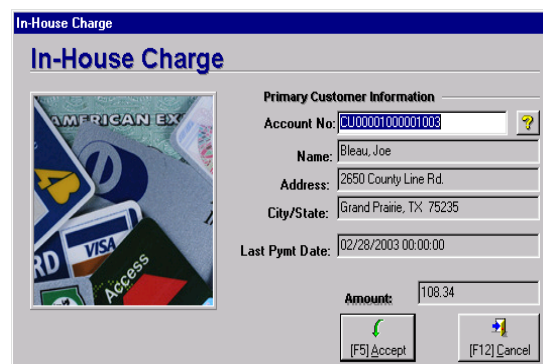 In-House Charge
In-House Charge
Primary Customer Information
Account No: CU00001000001003
Name: Bleau, Joe
Address: 2650 County Line Rd.
City/State: Grand Prairie, TX 75235
Last Pymt Date: 02/28/2003 00:00:00
Amount: 108.34
[F5] Accept
[F12] Cancel
AMERICAN EX
VISA
Access
RD